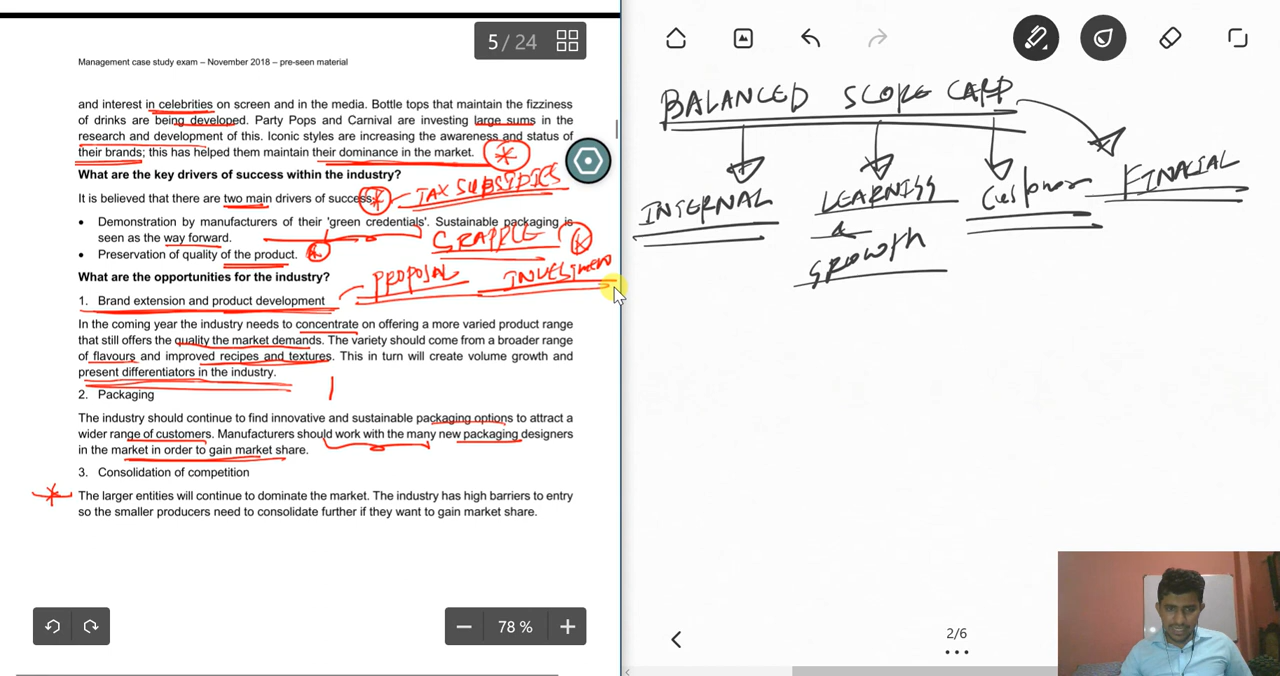 5 / 24
Management case study exam – November 2018 – pre-seen material
and interest in celebrities on screen and in the media. Bottle tops that maintain the fizziness
of drinks are being developed. Party Pops and Carnival are investing large sums in the
research and development of this. Iconic styles are increasing the awareness and status of
their brands; this has helped them maintain their dominance in the market.
What are the key drivers of success within the industry?
TAX SUBSIDIES
It is believed that there are two main drivers of success:
• Demonstration by manufacturers of their 'green credentials'. Sustainable packaging is
seen as the way forward.
GRAPPLE
• Preservation of quality of the product.
What are the opportunities for the industry?
PROPOSAL INVESTMENT
1. Brand extension and product development
In the coming year the industry needs to concentrate on offering a more varied product range
that still offers the quality the market demands. The variety should come from a broader range
of flavours and improved recipes and textures. This in turn will create volume growth and
present differentiators in the industry.
2. Packaging
The industry should continue to find innovative and sustainable packaging options to attract a
wider range of customers. Manufacturers should work with the many new packaging designers
in the market in order to gain market share.
3. Consolidation of competition
The larger entities will continue to dominate the market. The industry has high barriers to entry
so the smaller producers need to consolidate further if they want to gain market share.
78 %
BALANCED SCORE CARD
INTERNAL
LEARNING
&
growth
Customer
FINACIAL
2/6